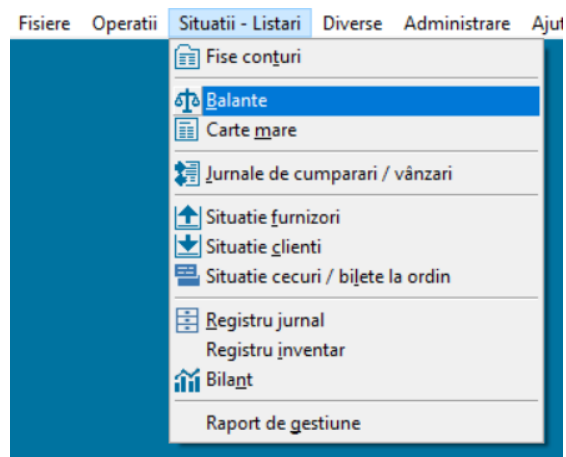 Fisiere Operatii Situatii - Listari Diverse Administrare
Fise conturi
Balante
Carte mare
Jurnale de cumparari / vânzari
Situatie furnizori
Situatie clienti
Situatie cecuri / bilete la ordin
Registru jurnal
Registru inventar
Bilant
Raport de gestiune